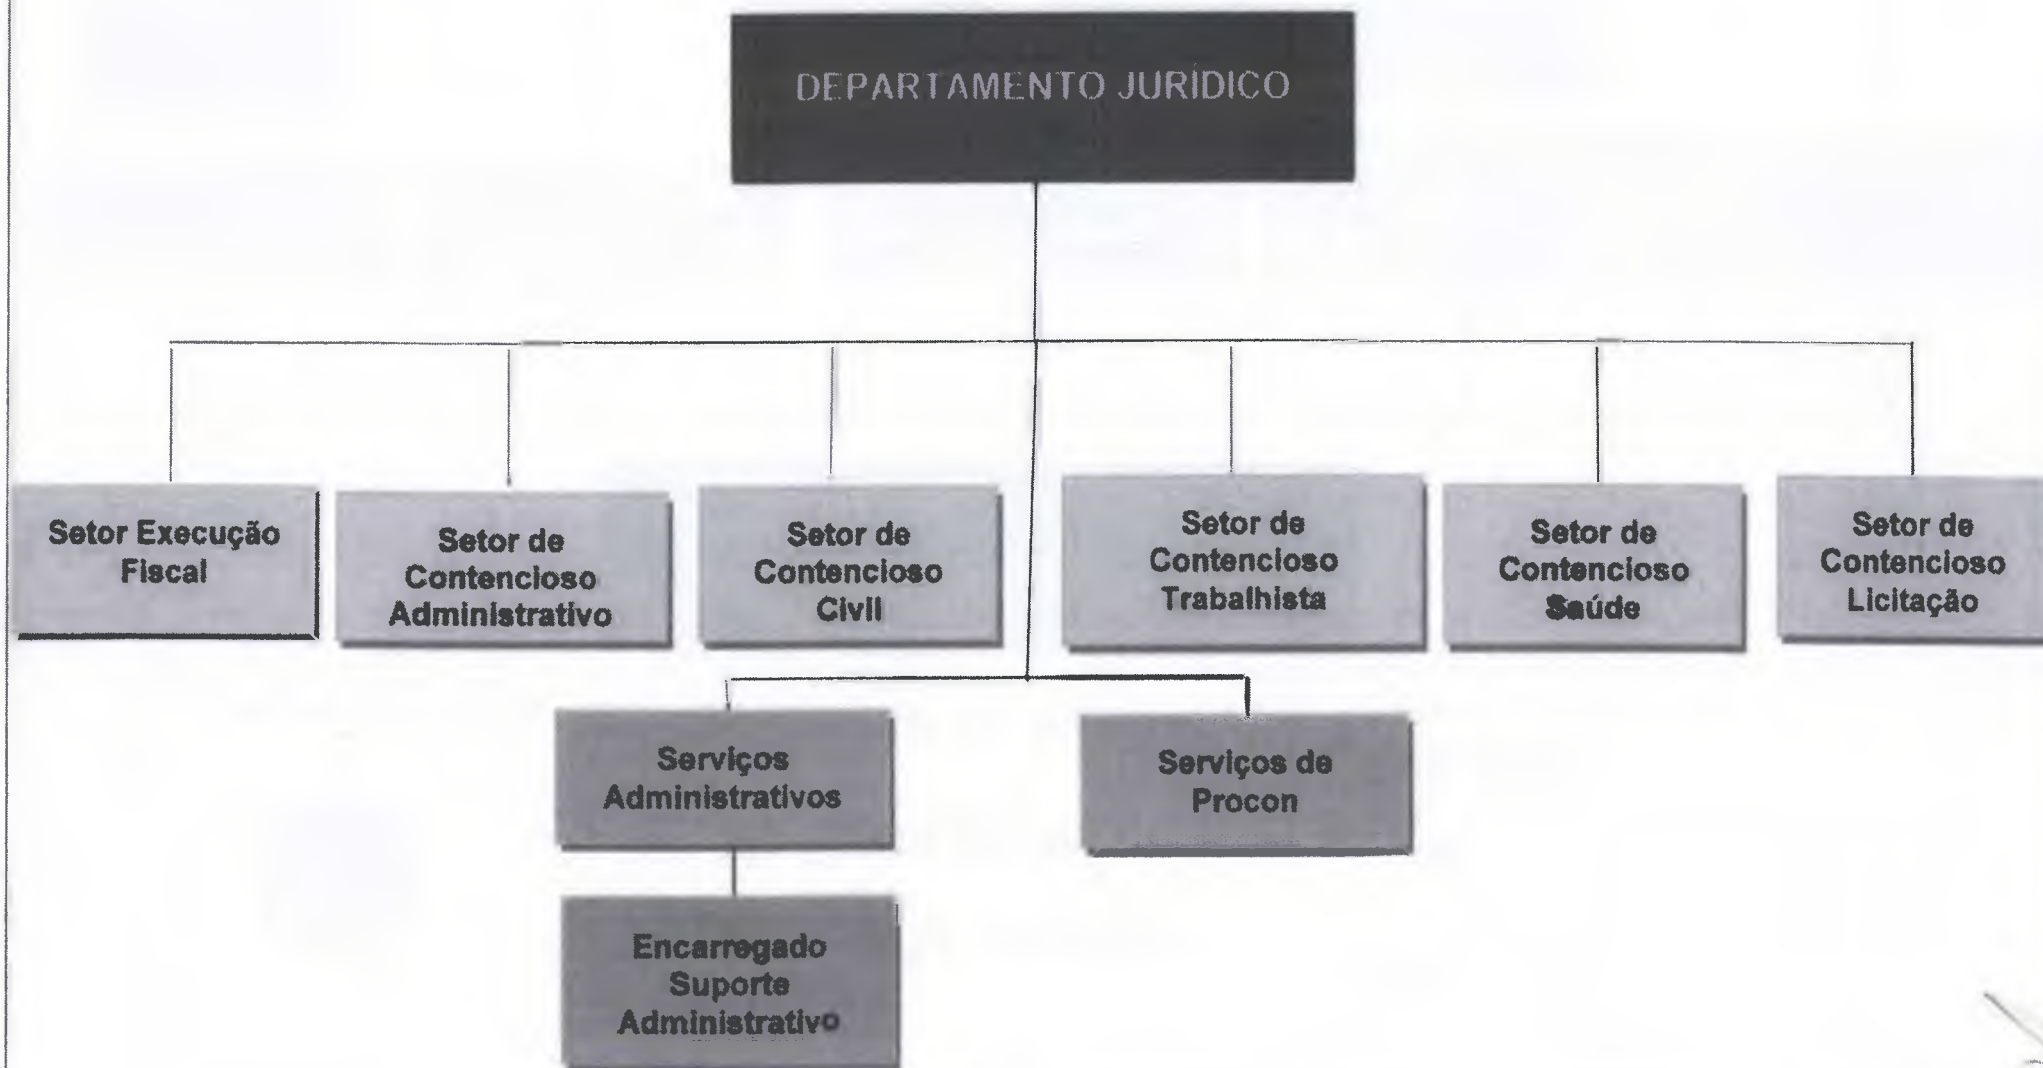 DEPARTAMENTO JURÍDICO
Setor Execução
Fiscal
Setor de
Contencioso
Administrativo
Setor de
Contencioso
Civil
Setor de
Contencioso
Trabalhista
Setor de
Contencioso
Saúde
Setor de
Contencioso
Licitação
Serviços
Administrativos
Serviços de
Procon
Encarregado
Suporte
Administrativo